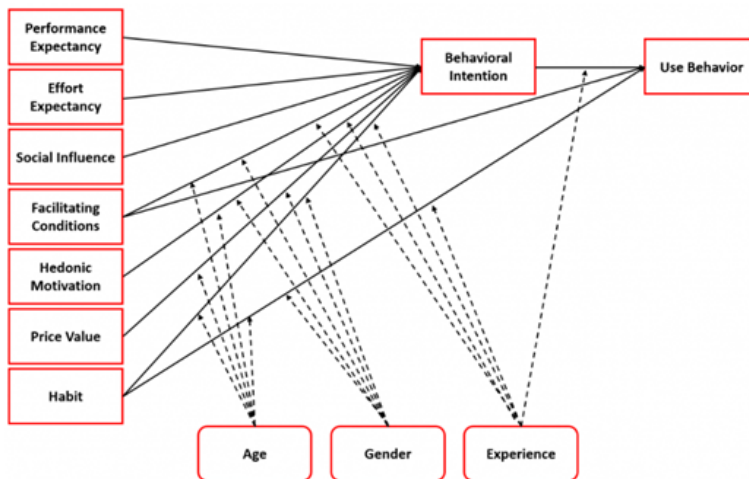 Performance
Expectancy
Effort
Expectancy
Social Influence
Facilitating
Conditions
Hedonic
Motivation
Price Value
Habit
Behavioral
Intention
Use Behavior
Age
Gender
Experience